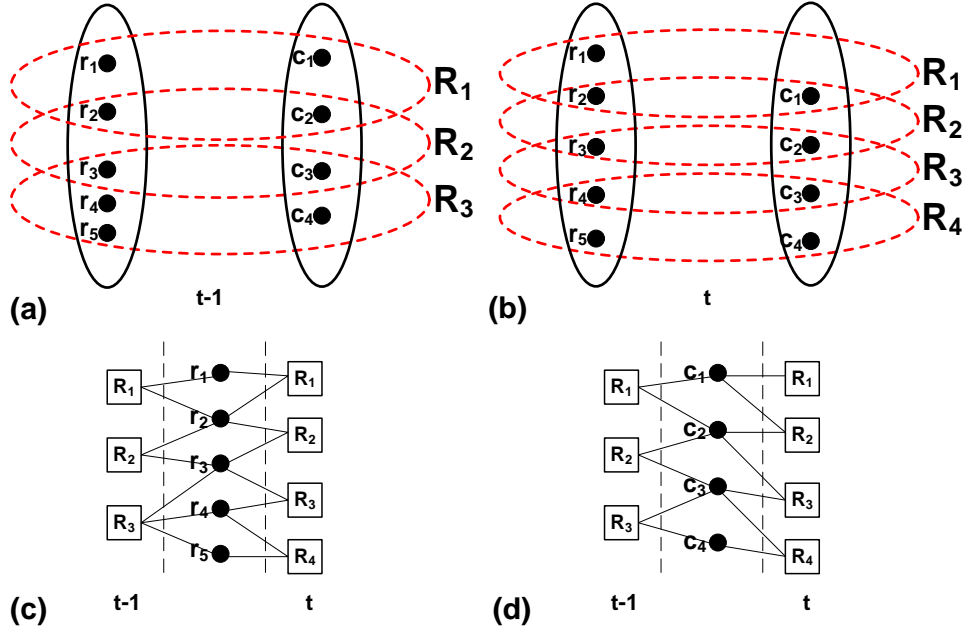 r1 c1 R1
r2 c2 R2
r3 c3 R3
r4 c4
r5
(a) t-1
r1 R1
r2 c1 R2
r3 c2 R3
r4 c3 R4
r5 c4
(b) t
R1 r1 R1
r2
R2 r3 R2
R3 r4 R3
r5 R4
(c) t-1 t
R1 c1 R1
c2 R2
R2 c3 R3
R3 c4 R4
(d) t-1 t